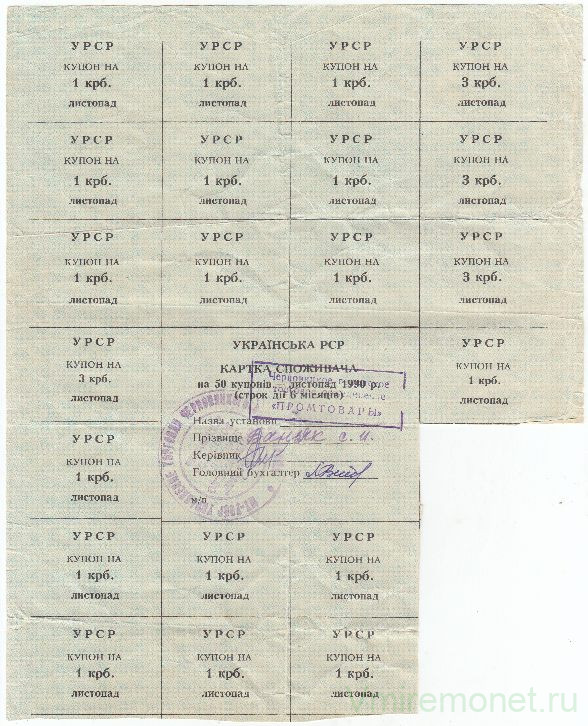 УРСР УРСР УРСР УРСР
КУПОН НА КУПОН НА КУПОН НА КУПОН НА
1 крб. 1 крб. 1 крб. 3 крб.
листопад листопад листопад листопад
УРСР УРСР УРСР УРСР
КУПОН НА КУПОН НА КУПОН НА КУПОН НА
1 крб. 1 крб. 1 крб. 3 крб.
листопад листопад листопад листопад
УРСР УРСР УРСР УРСР
КУПОН НА КУПОН НА КУПОН НА КУПОН НА
1 крб. 1 крб. 1 крб. 3 крб.
листопад листопад листопад листопад
УРСР
КУПОН НА
3 крб.
листопад
УКРАЇНСЬКА РСР
КАРТКА СПОЖИВАЧА
на 50 купонів листопад 1990 р.
(строк дії 6 місяців)
«ПРОМТОВАРЫ»
Назва установи
Прізвище
Керівник
Головний бухгалтер
м/п
УРСР
КУПОН НА
1 крб.
листопад
УРСР
КУПОН НА
1 крб.
листопад
УРСР УРСР УРСР
КУПОН НА КУПОН НА КУПОН НА
1 крб. 1 крб. 1 крб.
листопад листопад листопад
УРСР УРСР УРСР
КУПОН НА КУПОН НА КУПОН НА
1 крб. 1 крб. 1 крб.
листопад листопад листопад
vmiremonet.ru